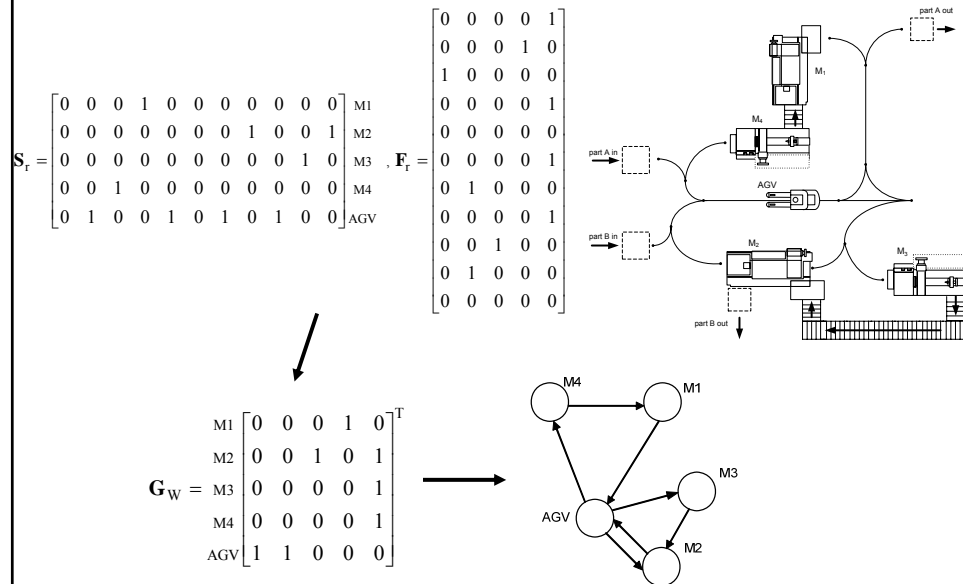 S_r =
0 0 0 1 0 0 0 0 0 0 0 M1
0 0 0 0 0 0 0 1 0 0 1 M2
0 0 0 0 0 0 0 0 0 1 0 M3
0 0 1 0 0 0 0 0 0 0 0 M4
0 1 0 0 1 0 1 0 1 0 0 AGV
, F_r =
0 0 0 0 1
0 0 0 1 0
1 0 0 0 0
0 0 0 0 1
0 0 0 0 0
0 0 0 0 1
0 1 0 0 0
0 0 0 0 1
0 0 1 0 0
0 1 0 0 0
0 0 0 0 0
part A out
M₁
M₄
part A in
AGV
part B in
M₂
M₃
part B out
G_W =
M1 0 0 0 1 0 T
M2 0 0 1 0 1
M3 0 0 0 0 1
M4 0 0 0 0 1
AGV 1 1 0 0 0
M4
M1
M3
AGV
M2